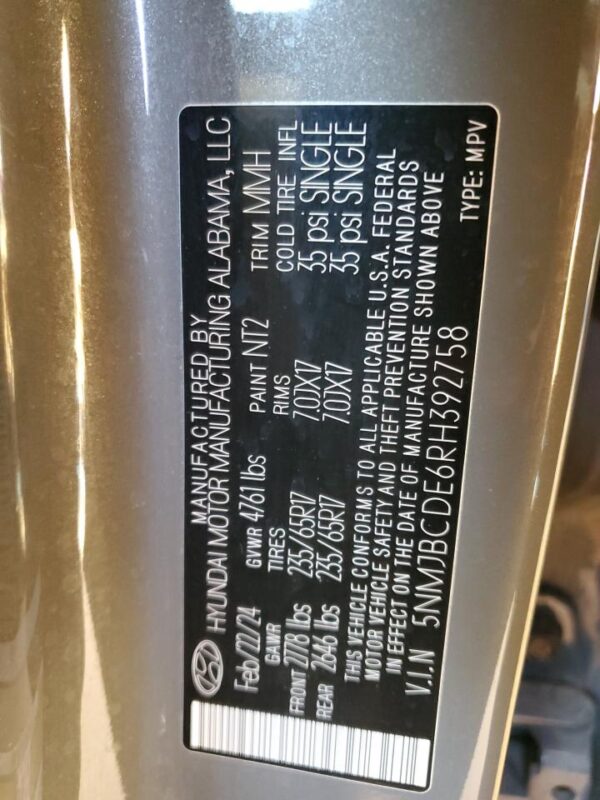 MANUFACTURED BY
HYUNDAI MOTOR MANUFACTURING ALABAMA, LLC
Feb/22/24 GVWR 4761 lbs PAINT NT2 TRIM MMH
GAWR TIRES RIMS COLD TIRE INFL
FRONT 2778 lbs 235/65R17 7.0JX17 35 psi SINGLE
REAR 2646 lbs 235/65R17 7.0JX17 35 psi SINGLE
THIS VEHICLE CONFORMS TO ALL APPLICABLE U.S.A. FEDERAL
MOTOR VEHICLE SAFETY AND THEFT PREVENTION STANDARDS
IN EFFECT ON THE DATE OF MANUFACTURE SHOWN ABOVE
V.I.N 5NMJBCDE6RH392758 TYPE: MPV